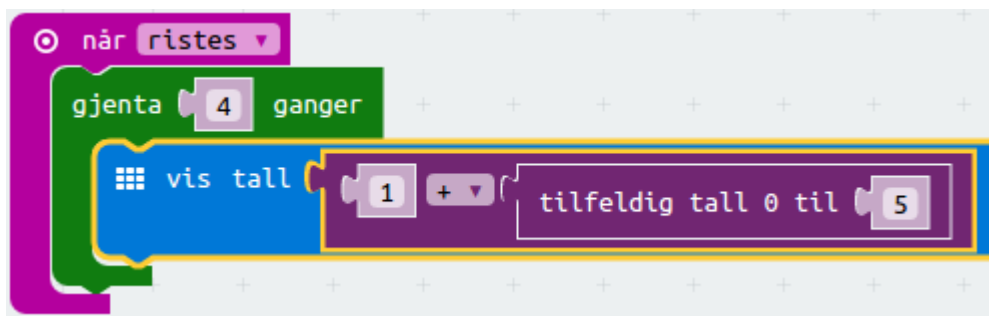 når ristes
gjenta 4 ganger
vis tall 1 + tilfeldig tall 0 til 5